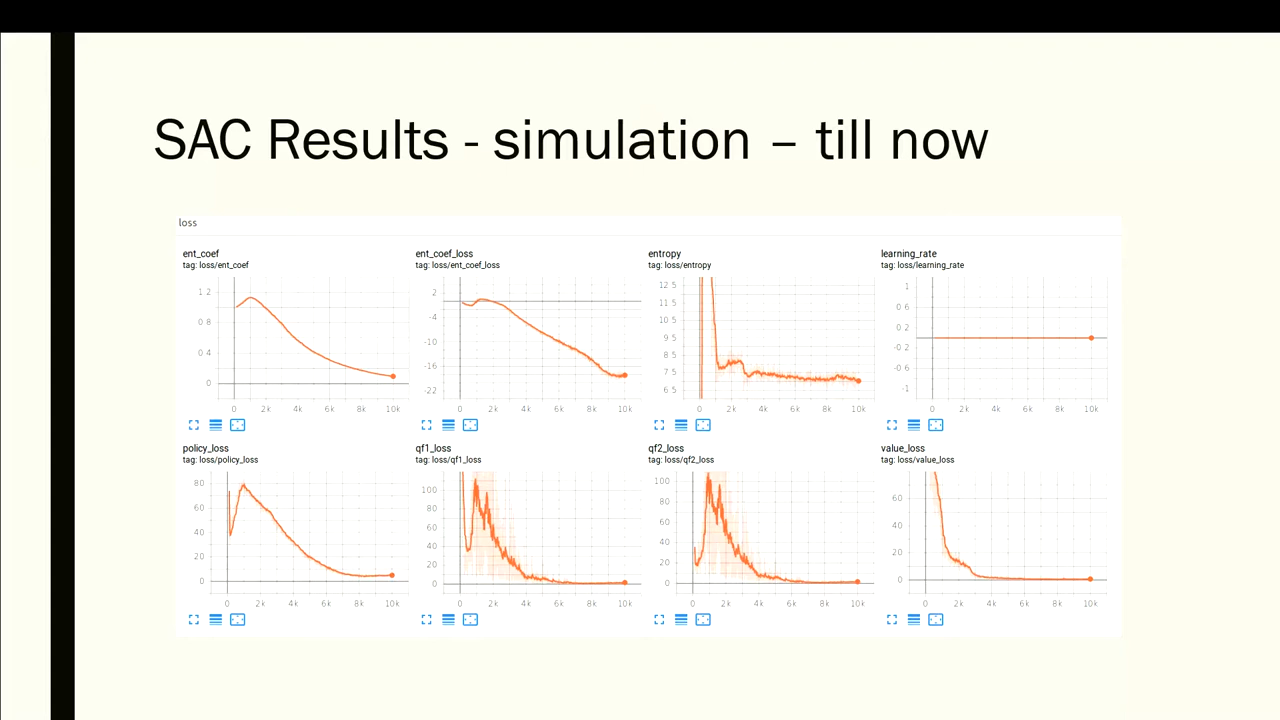 SAC Results - simulation – till now
loss
ent_coef
tag: loss/ent_coef
1 2
0 8
0 4
0
0 2k 4k 6k 8k 10k
ent_coef_loss
tag: loss/ent_coef_loss
2
-4
-10
-16
-22
0 2k 4k 6k 8k 10k
entropy
tag: loss/entropy
12 5
11 5
10 5
9 5
8 5
7 5
6 5
0 2k 4k 6k 8k 10k
learning_rate
tag: loss/learning_rate
1
0 6
0 2
-0 2
-0 6
-1
0 2k 4k 6k 8k 10k
policy_loss
tag: loss/policy_loss
80
60
40
20
0
0 2k 4k 6k 8k 10k
qf1_loss
tag: loss/qf1_loss
100
80
60
40
20
0
0 2k 4k 6k 8k 10k
qf2_loss
tag: loss/qf2_loss
100
80
60
40
20
0
0 2k 4k 6k 8k 10k
value_loss
tag: loss/value_loss
60
40
20
0
0 2k 4k 6k 8k 10k